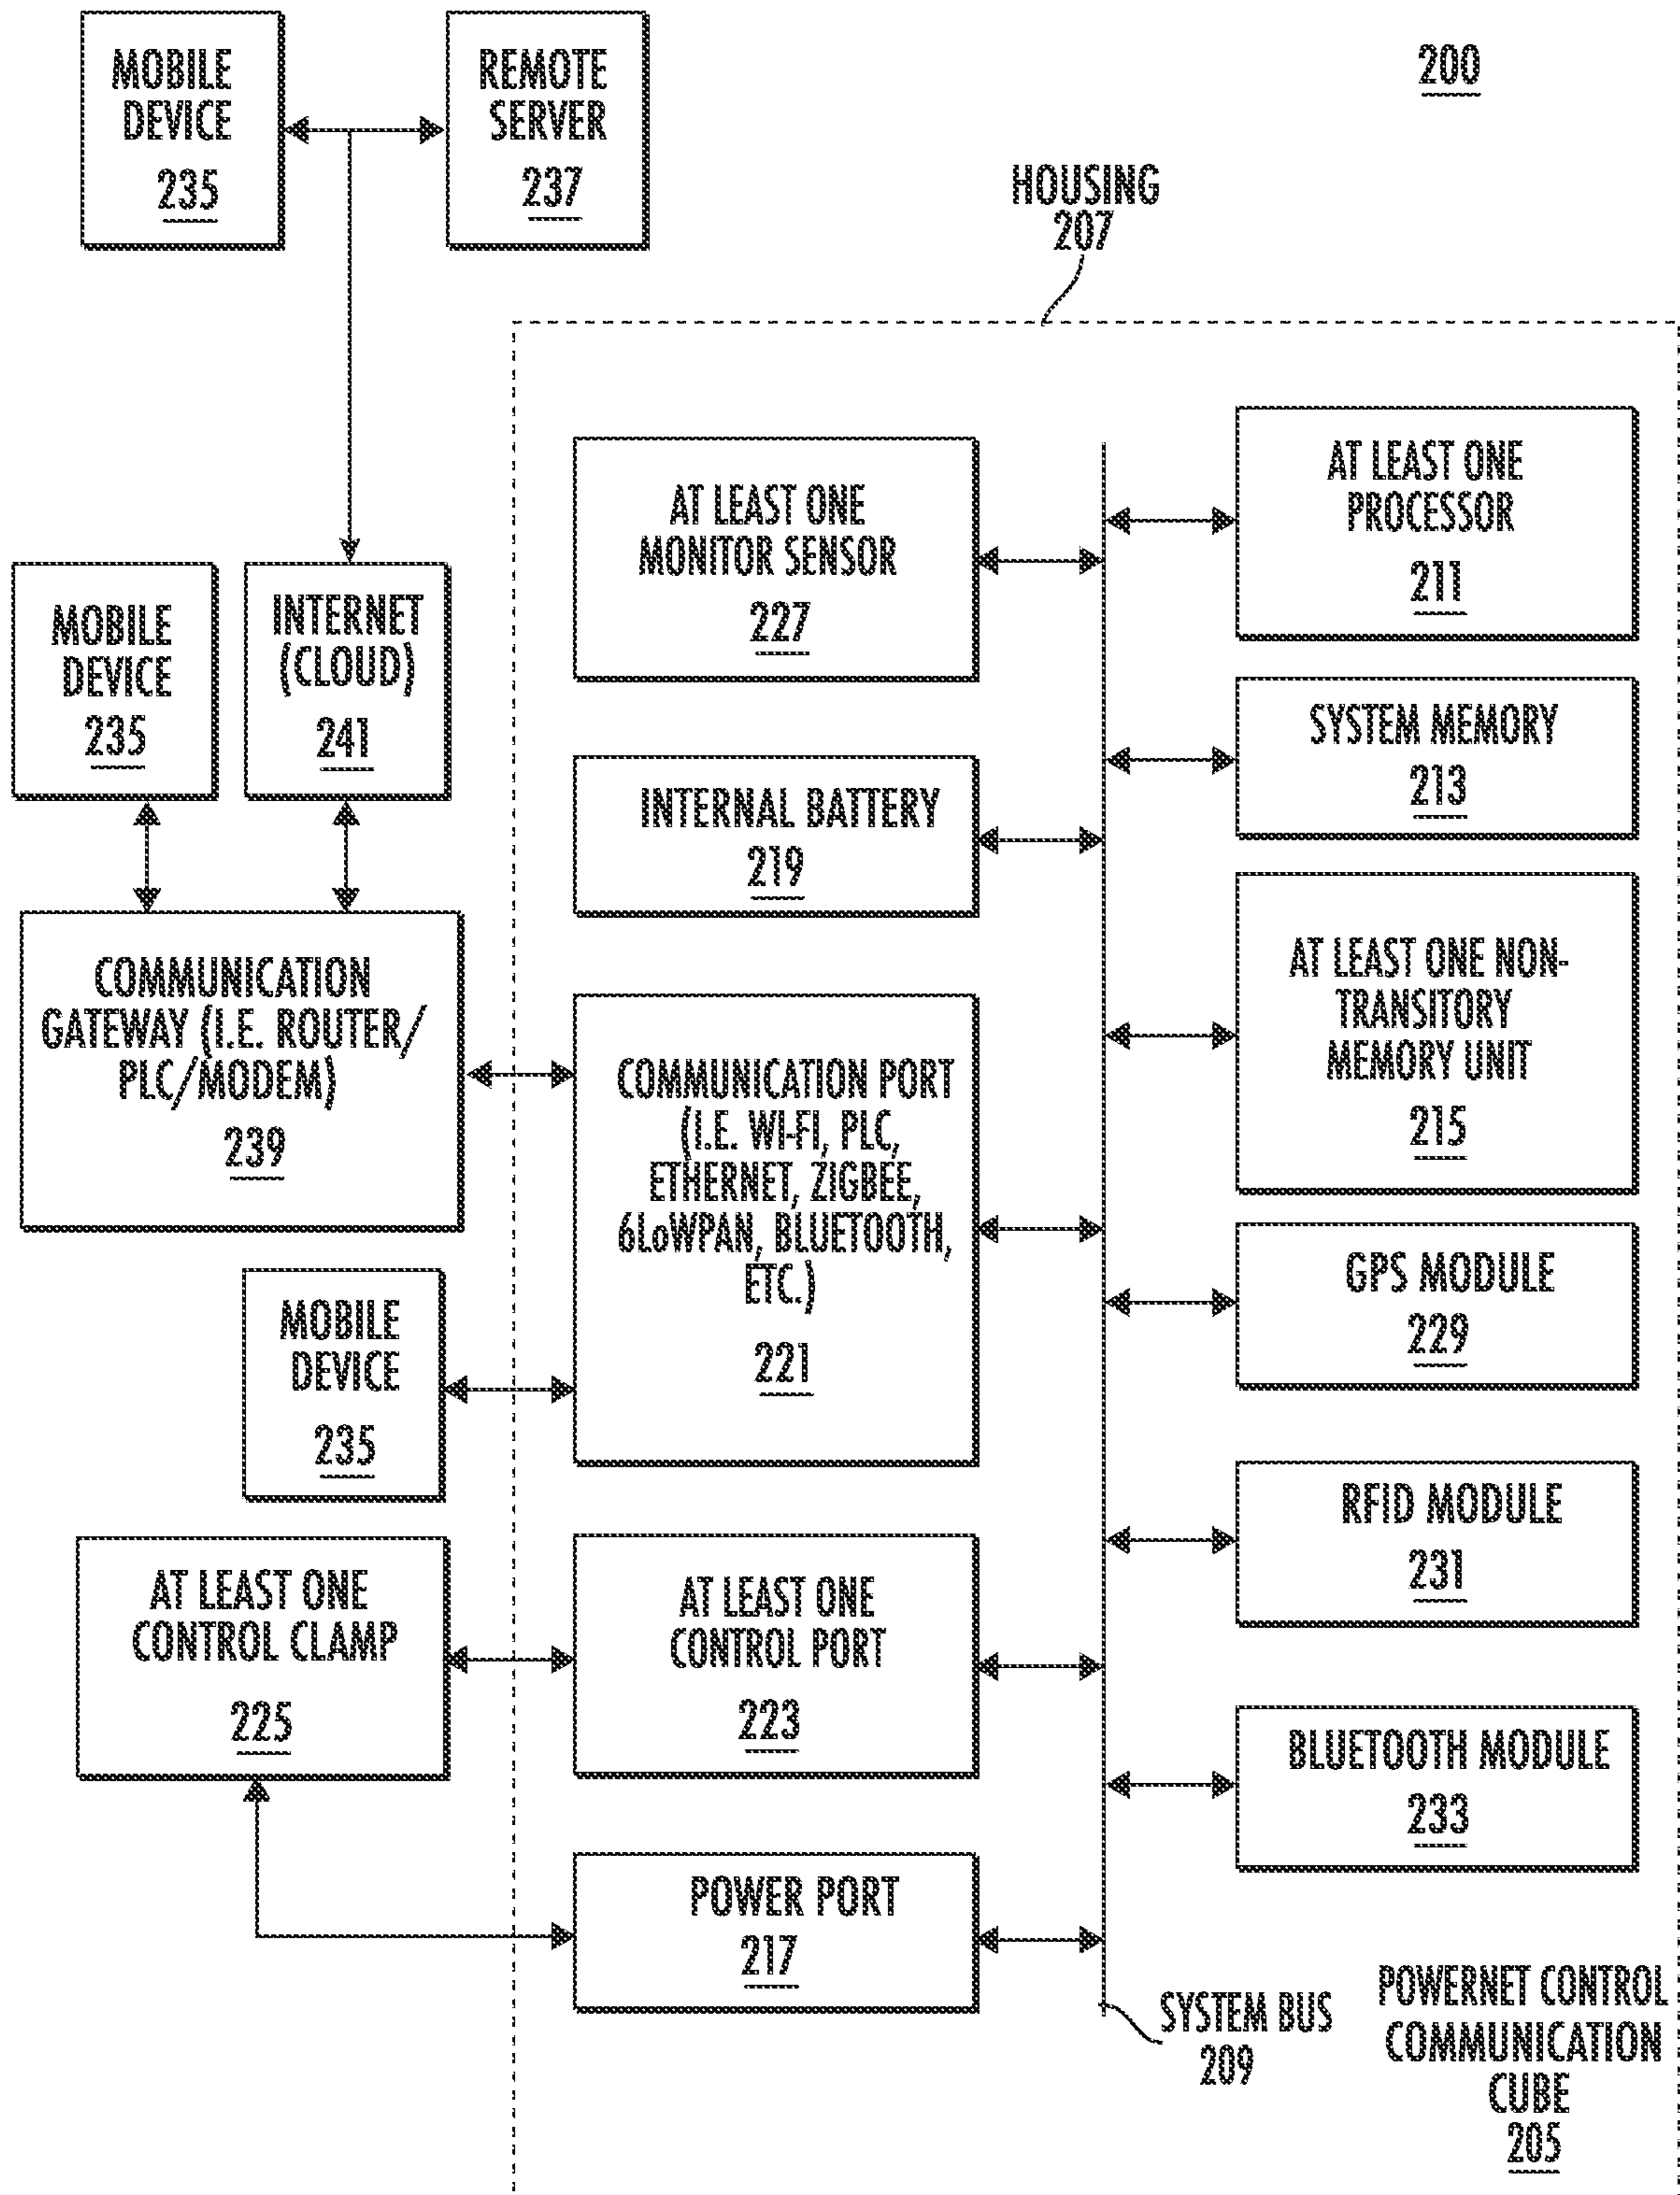 MOBILE
DEVICE
235
REMOTE
SERVER
237
200
HOUSING
207
AT LEAST ONE
MONITOR SENSOR
227
AT LEAST ONE
PROCESSOR
211
MOBILE
DEVICE
235
INTERNET
(CLOUD)
241
SYSTEM MEMORY
213
INTERNAL BATTERY
219
COMMUNICATION
GATEWAY (I.E. ROUTER/
PLC/MODEM)
239
AT LEAST ONE NON-
TRANSITORY
MEMORY UNIT
215
COMMUNICATION PORT
(I.E. WI-FI, PLC,
ETHERNET, ZIGBEE,
6LoWPAN, BLUETOOTH,
ETC.)
221
GPS MODULE
229
MOBILE
DEVICE
235
RFID MODULE
231
AT LEAST ONE
CONTROL CLAMP
225
AT LEAST ONE
CONTROL PORT
223
BLUETOOTH MODULE
233
POWER PORT
217
SYSTEM BUS
209
POWERNET CONTROL
COMMUNICATION
CUBE
205